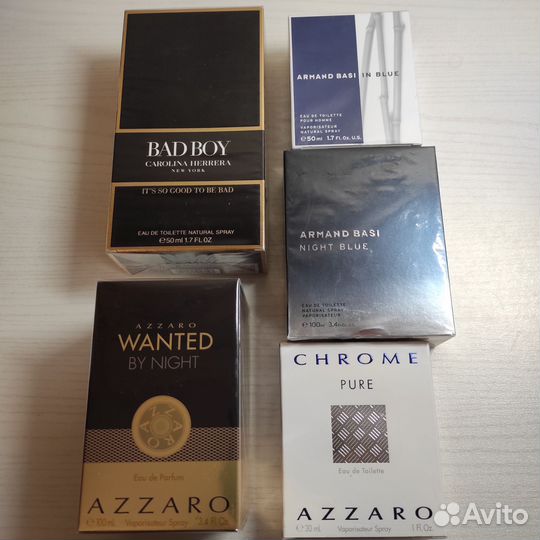 BAD BOY
CAROLINA HERRERA
NEW YORK
IT'S SO GOOD TO BE BAD
EAU DE TOILETTE NATURAL SPRAY
℮50 ml 1.7 FL OZ
ARMAND BASI IN BLUE
EAU DE TOILETTE
POUR HOMME
VAPORISATEUR
NATURAL SPRAY
℮50 ml 1.7 FL. Oz. U.S.
ARMAND BASI
NIGHT BLUE
EAU DE TOILETTE
NATURAL SPRAY
VAPORISATEUR
℮100ml 3.4
AZZARO
WANTED
BY NIGHT
AZZARO
Eau de Parfum
AZZARO
℮ 100 ml Vaporisateur Spray 3.4 Fl. Oz.
CHROME
PURE
Eau de Toilette
AZZARO
℮ 30 mL Vaporisateur Spray 1 Fl. Oz.
Avito